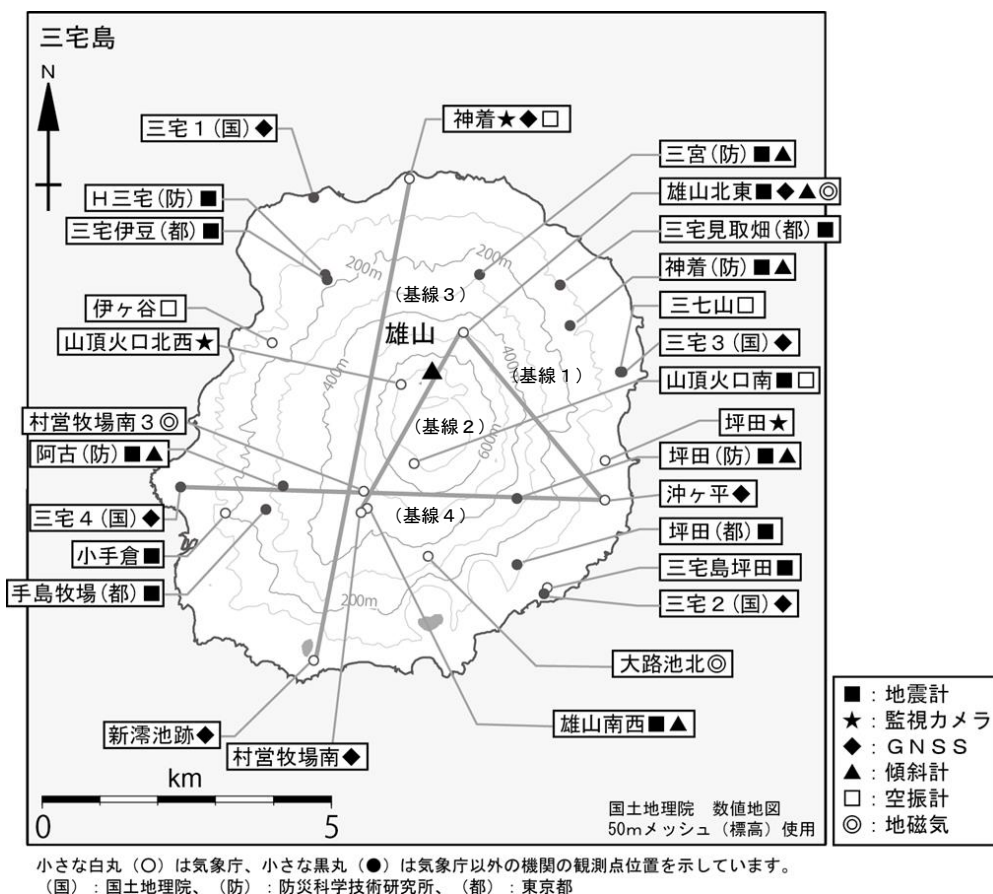 三宅島
N
三宅1(国)◆
神着★◆□
三宮(防)■▲
H三宅(防)■
雄山北東■◆▲◎
三宅伊豆(都)■
三宅見取畑(都)■
200m
200m
神着(防)■▲
(基線3)
伊ヶ谷□
三七山□
雄山
山頂火口北西★
400m
三宅3(国)◆
400m
(基線1)
山頂火口南■□
村営牧場南3◎
(基線2)
坪田★
600m
阿古(防)■▲
坪田(防)■▲
三宅4(国)◆
沖ヶ平◆
(基線4)
坪田(都)■
小手倉■
三宅島坪田■
手島牧場(都)■
200m
三宅2(国)◆
大路池北◎
新澪池跡◆
雄山南西■▲
村営牧場南◆
km
0
5
国土地理院 数値地図
50mメッシュ(標高)使用
■:地震計
★:監視カメラ
◆:GNSS
▲:傾斜計
□:空振計
◎:地磁気
小さな白丸(○)は気象庁、小さな黒丸(●)は気象庁以外の機関の観測点位置を示しています。
(国):国土地理院、(防):防災科学技術研究所、(都):東京都